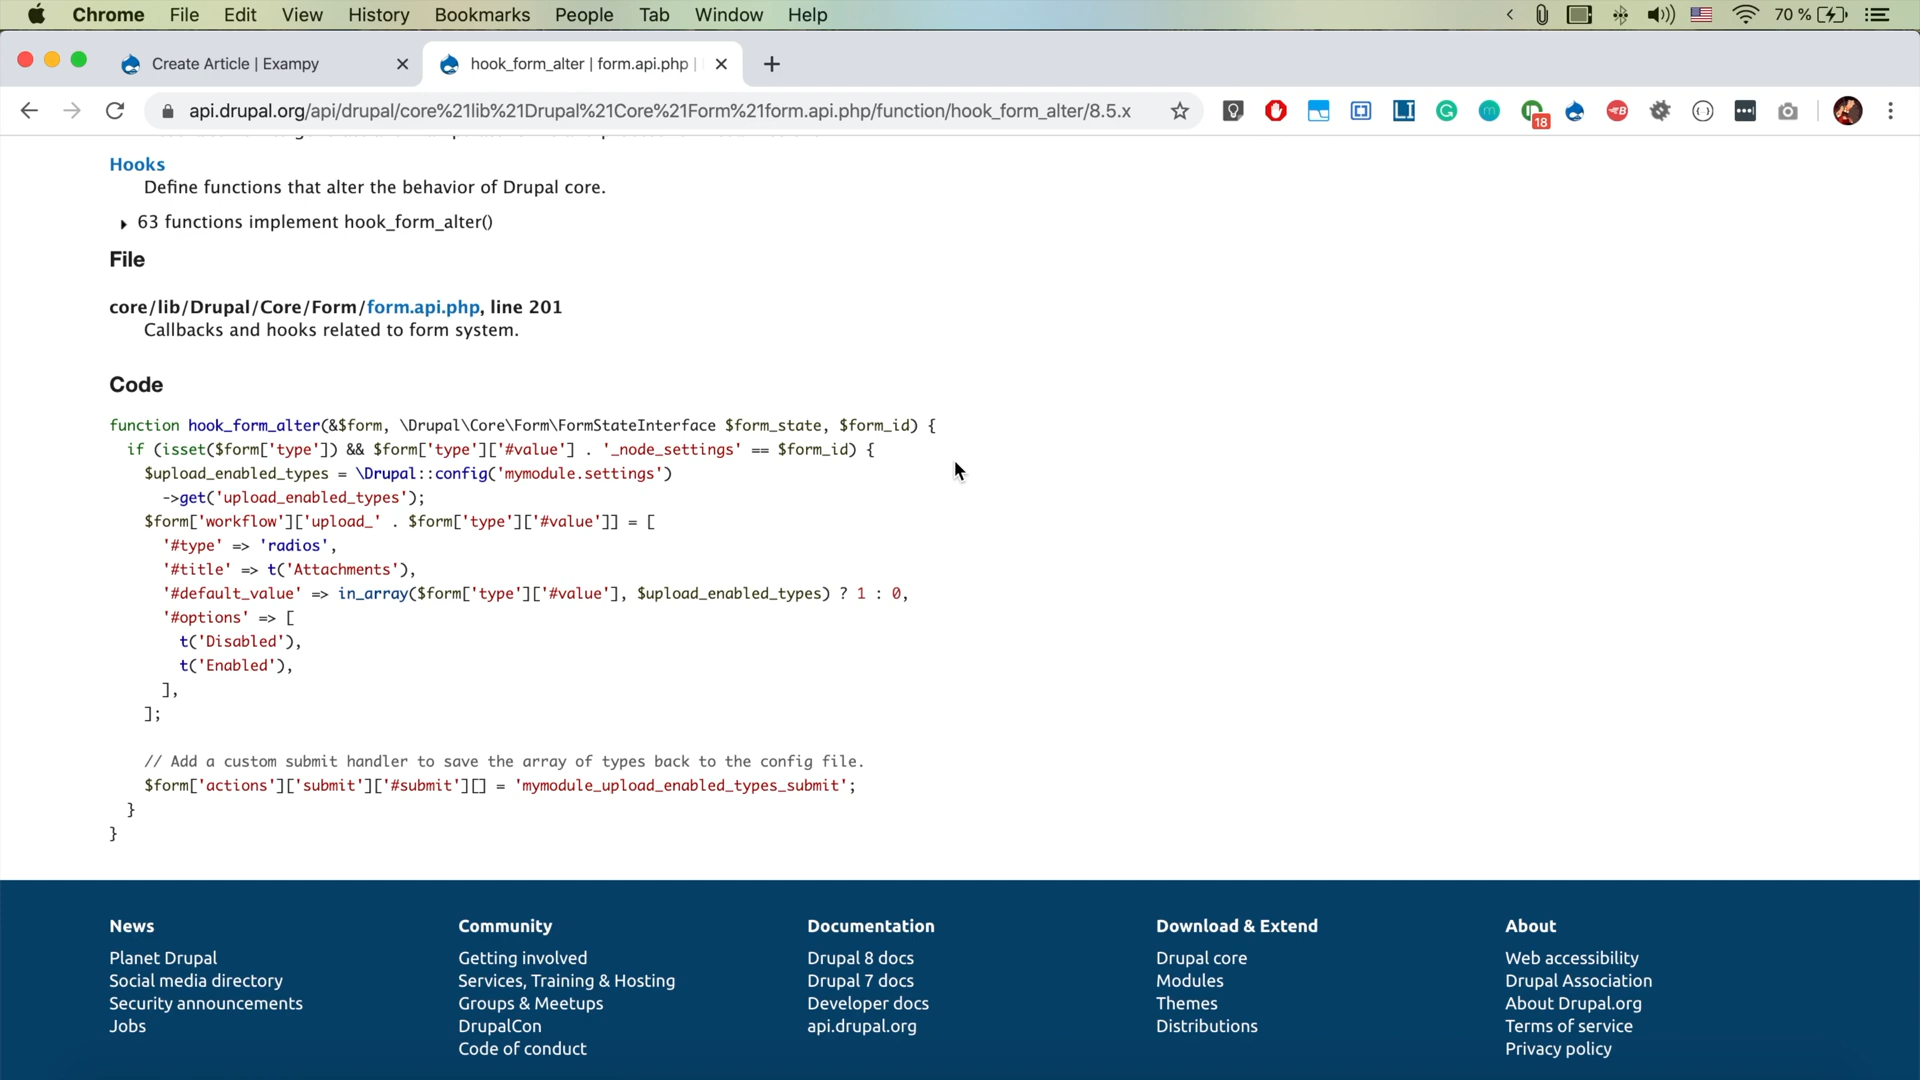 Chrome File Edit View History Bookmarks People Tab Window Help 70 %
Create Article | Exampy
hook_form_alter | form.api.php |
api.drupal.org/api/drupal/core%21lib%21Drupal%21Core%21Form%21form.api.php/function/hook_form_alter/8.5.x
18
Hooks
Define functions that alter the behavior of Drupal core.
63 functions implement hook_form_alter()
File
core/lib/Drupal/Core/Form/form.api.php, line 201
Callbacks and hooks related to form system.
Code
function hook_form_alter(&$form, \Drupal\Core\Form\FormStateInterface $form_state, $form_id) {
if (isset($form['type']) && $form['type']['#value'] . '_node_settings' == $form_id) {
$upload_enabled_types = \Drupal::config('mymodule.settings')
->get('upload_enabled_types');
$form['workflow']['upload_' . $form['type']['#value']] = [
'#type' => 'radios',
'#title' => t('Attachments'),
'#default_value' => in_array($form['type']['#value'], $upload_enabled_types) ? 1 : 0,
'#options' => [
t('Disabled'),
t('Enabled'),
],
];
// Add a custom submit handler to save the array of types back to the config file.
$form['actions']['submit']['#submit'][] = 'mymodule_upload_enabled_types_submit';
}
}
News
Planet Drupal
Social media directory
Security announcements
Jobs
Community
Getting involved
Services, Training & Hosting
Groups & Meetups
DrupalCon
Code of conduct
Documentation
Drupal 8 docs
Drupal 7 docs
Developer docs
api.drupal.org
Download & Extend
Drupal core
Modules
Themes
Distributions
About
Web accessibility
Drupal Association
About Drupal.org
Terms of service
Privacy policy